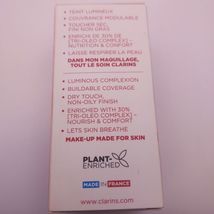 • TEINT LUMINEUX
• COUVRANCE MODULABLE
• TOUCHER SEC,
FINI NON GRAS
• ENRICHI DE 30% DE
[TRI-OLEO COMPLEX] –
NUTRITION & CONFORT
• LAISSE RESPIRER LA PEAU
DANS MON MAQUILLAGE,
TOUT LE SOIN CLARINS
• LUMINOUS COMPLEXION
• BUILDABLE COVERAGE
• DRY TOUCH,
NON-OILY FINISH
• ENRICHED WITH 30%
[TRI-OLEO COMPLEX] –
NOURISH & COMFORT
• LETS SKIN BREATHE
MAKE-UP MADE FOR SKIN
PLANT-
ENRICHED
MADE IN FRANCE
www.clarins.com